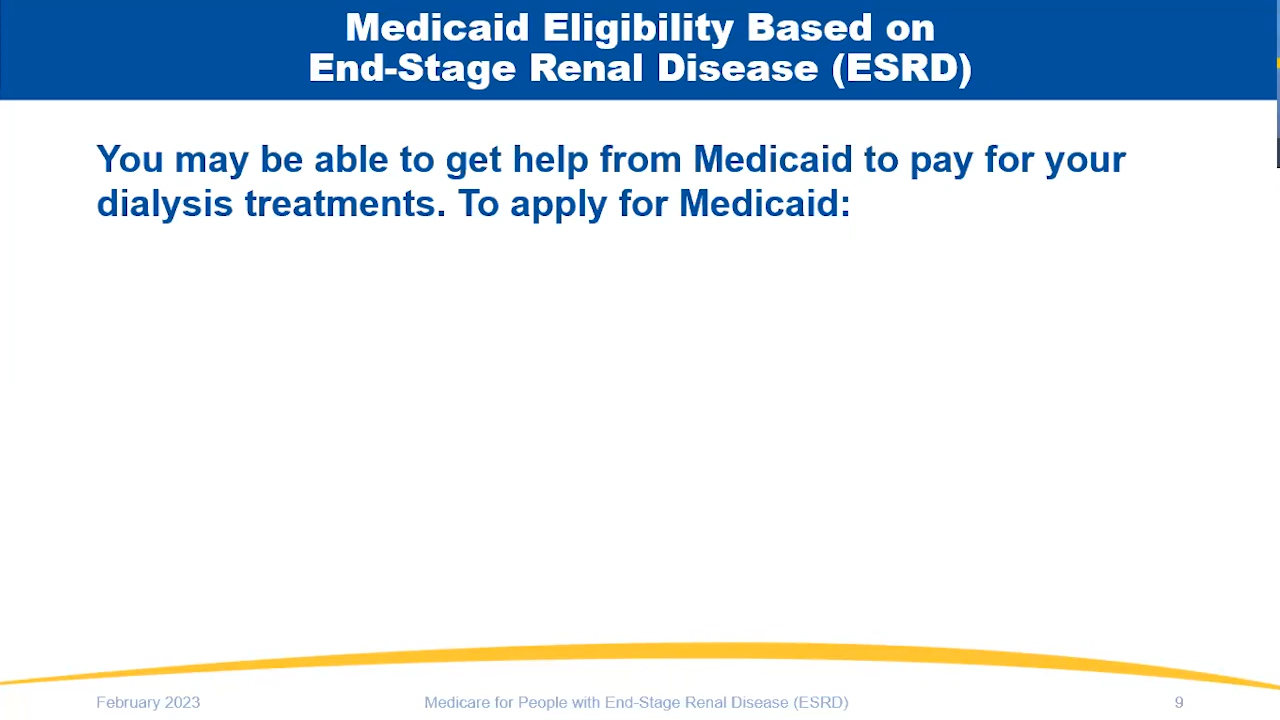 Medicaid Eligibility Based on
End-Stage Renal Disease (ESRD)
You may be able to get help from Medicaid to pay for your
dialysis treatments. To apply for Medicaid:
February 2023
Medicare for People with End-Stage Renal Disease (ESRD)
9